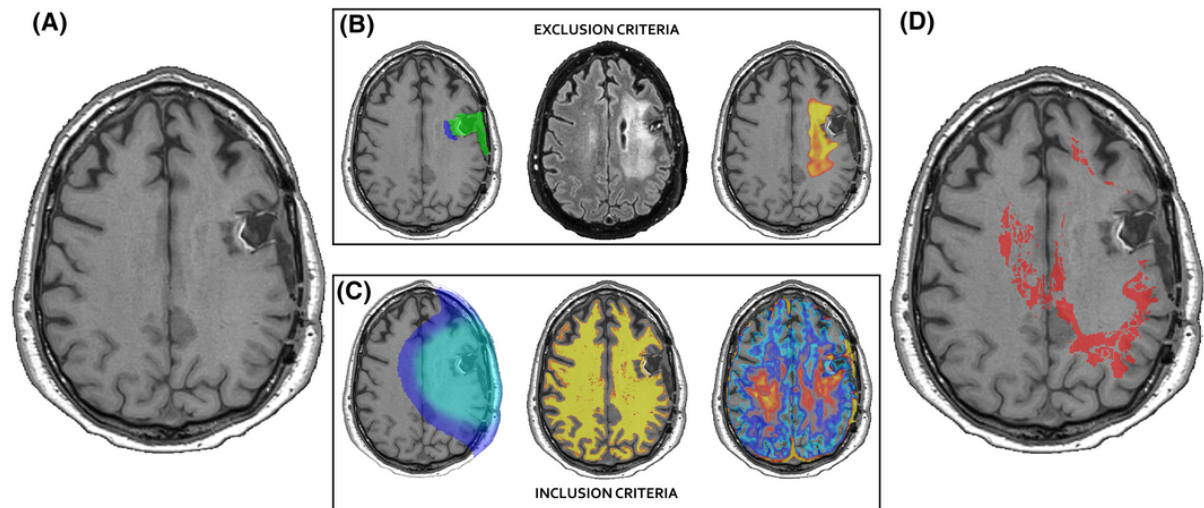 (A)
(B)
EXCLUSION CRITERIA
(C)
INCLUSION CRITERIA
(D)